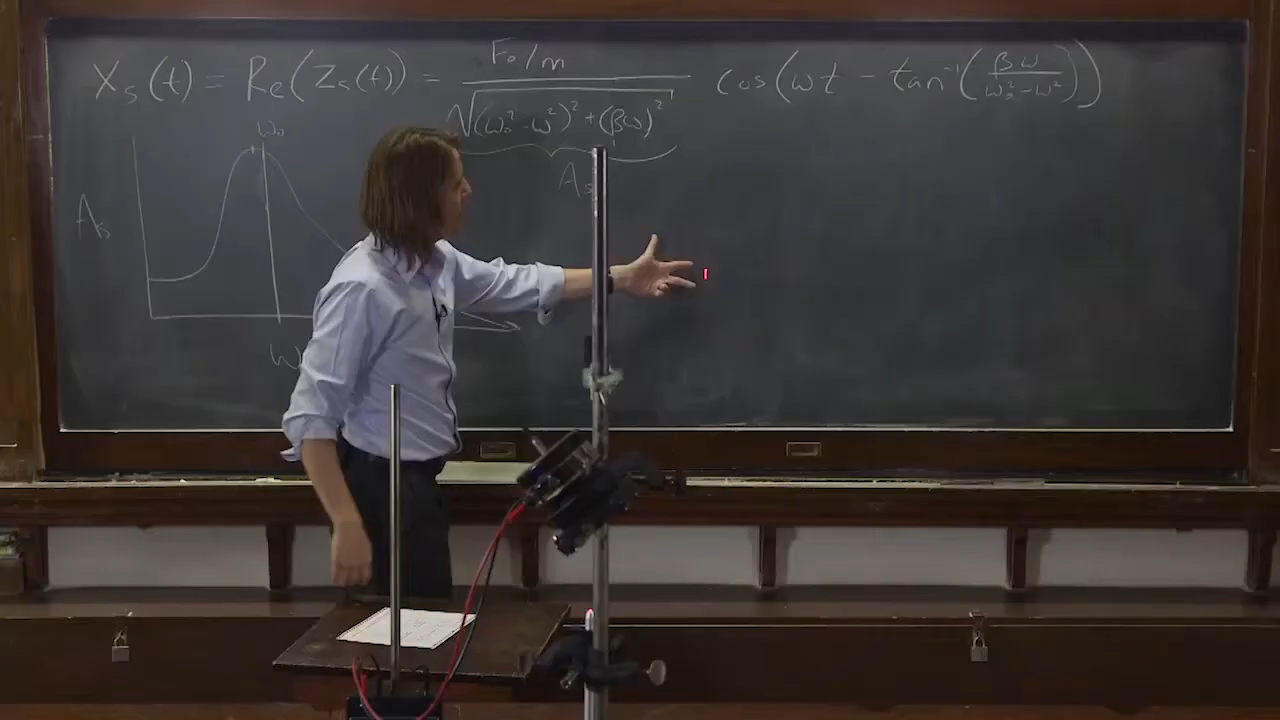 Xs(t) = Re(Zs(t)) = (F0/m) / √((ω0² - ω²)² + (βω)²) cos(ωt - tan⁻¹(βω / (ω0² - ω²)))
ω0
As
As
ω